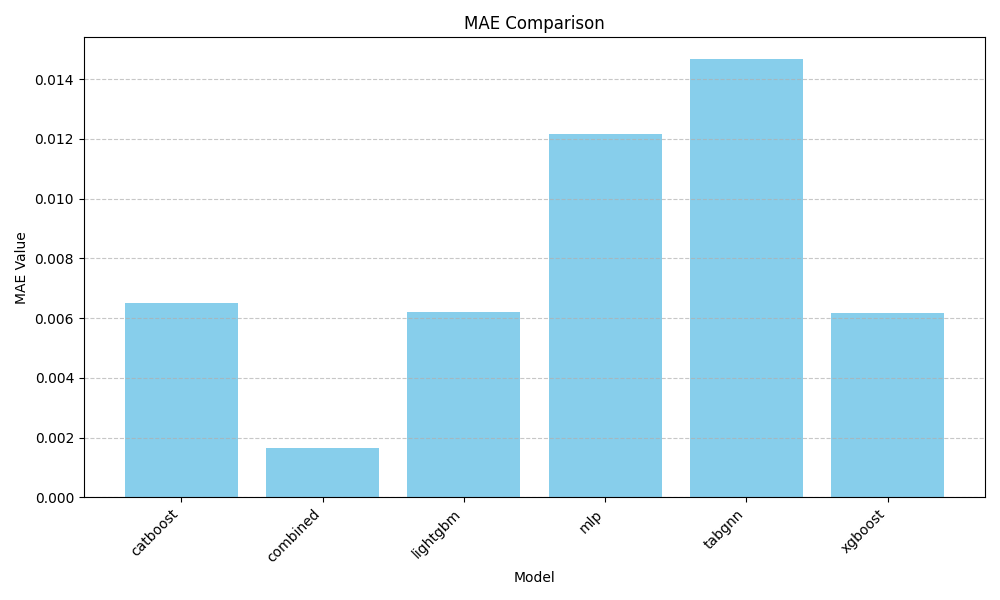 MAE Comparison
MAE Value
0.014
0.012
0.010
0.008
0.006
0.004
0.002
0.000
catboost
combined
lightgbm
mlp
tabgnn
xgboost
Model